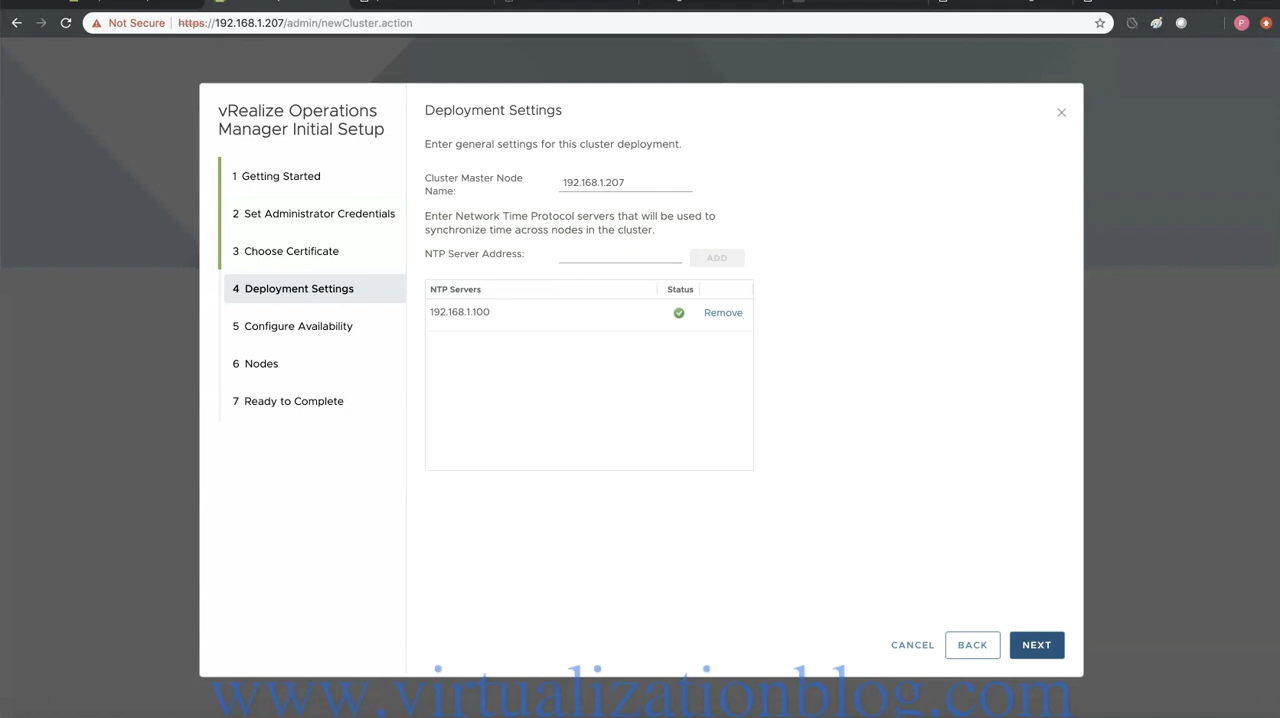 Not Secure
https://192.168.1.207/admin/newCluster.action
P
vRealize Operations
Manager Initial Setup
1 Getting Started
2 Set Administrator Credentials
3 Choose Certificate
4 Deployment Settings
5 Configure Availability
6 Nodes
7 Ready to Complete
Deployment Settings
Enter general settings for this cluster deployment.
Cluster Master Node
Name:
192.168.1.207
Enter Network Time Protocol servers that will be used to
synchronize time across nodes in the cluster.
NTP Server Address:
ADD
NTP Servers Status
192.168.1.100 Remove
CANCEL BACK NEXT
www.virtualizationblog.com